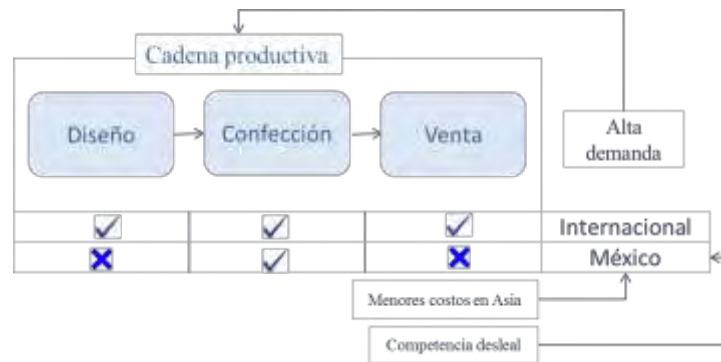 Cadena productiva
Diseño
Confección
Venta
Alta
demanda
Internacional
México
Menores costos en Asia
Competencia desleal